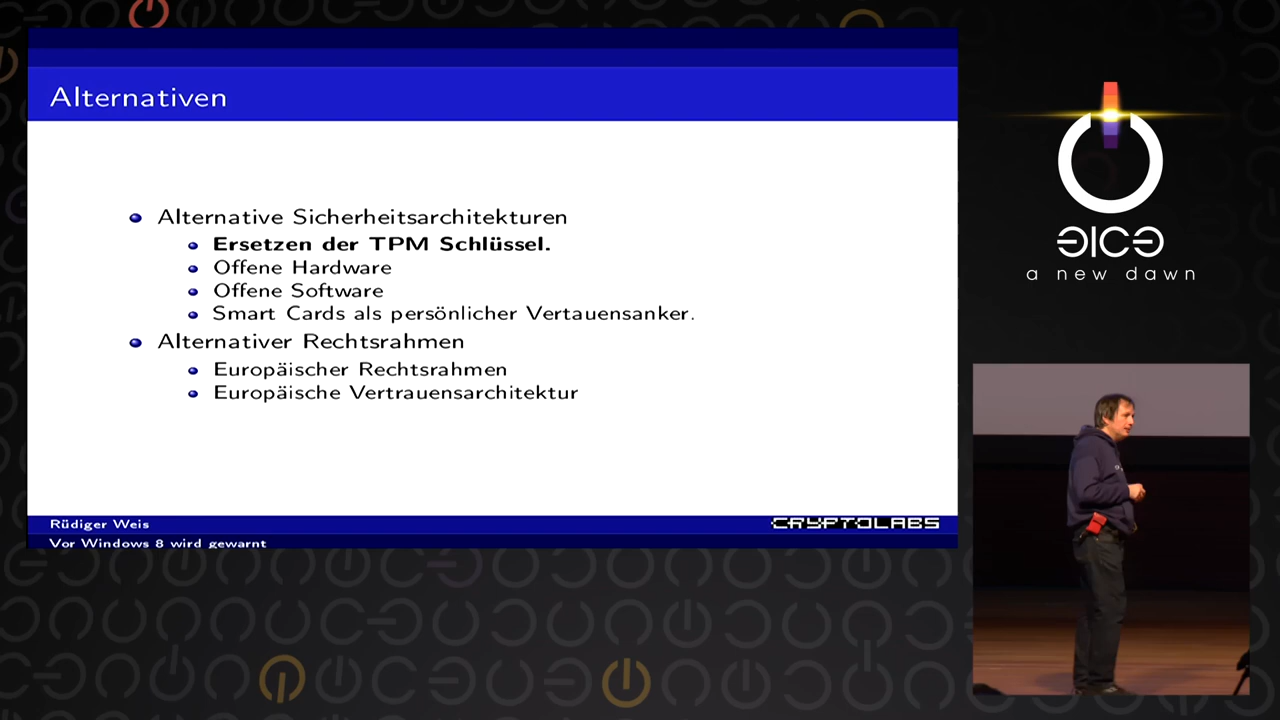 Alternativen
Alternative Sicherheitsarchitekturen
Ersetzen der TPM Schlüssel.
Offene Hardware
Offene Software
Smart Cards als persönlicher Vertauensanker.
Alternativer Rechtsrahmen
Europäischer Rechtsrahmen
Europäische Vertrauensarchitektur
Rüdiger Weis
CRYPTOLABS
Vor Windows 8 wird gewarnt
a new dawn